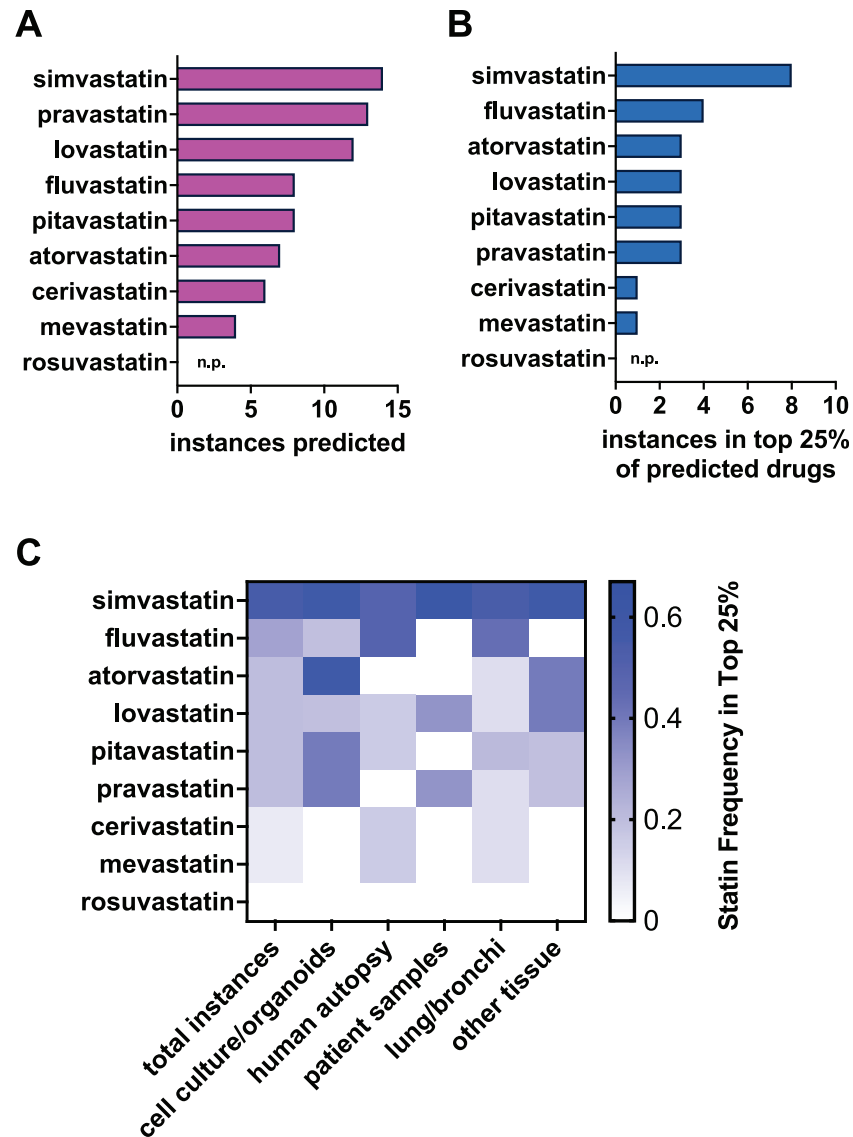 A
simvastatin
pravastatin
lovastatin
fluvastatin
pitavastatin
atorvastatin
cerivastatin
mevastatin
rosuvastatin
n.p.
0 5 10 15
instances predicted
B
simvastatin
fluvastatin
atorvastatin
lovastatin
pitavastatin
pravastatin
cerivastatin
mevastatin
rosuvastatin
n.p.
0 2 4 6 8 10
instances in top 25%
of predicted drugs
C
simvastatin
fluvastatin
atorvastatin
lovastatin
pitavastatin
pravastatin
cerivastatin
mevastatin
rosuvastatin
total instances
cell culture/organoids
human autopsy
patient samples
lung/bronchi
other tissue
0.6
0.4
0.2
0
Statin Frequency in Top 25%